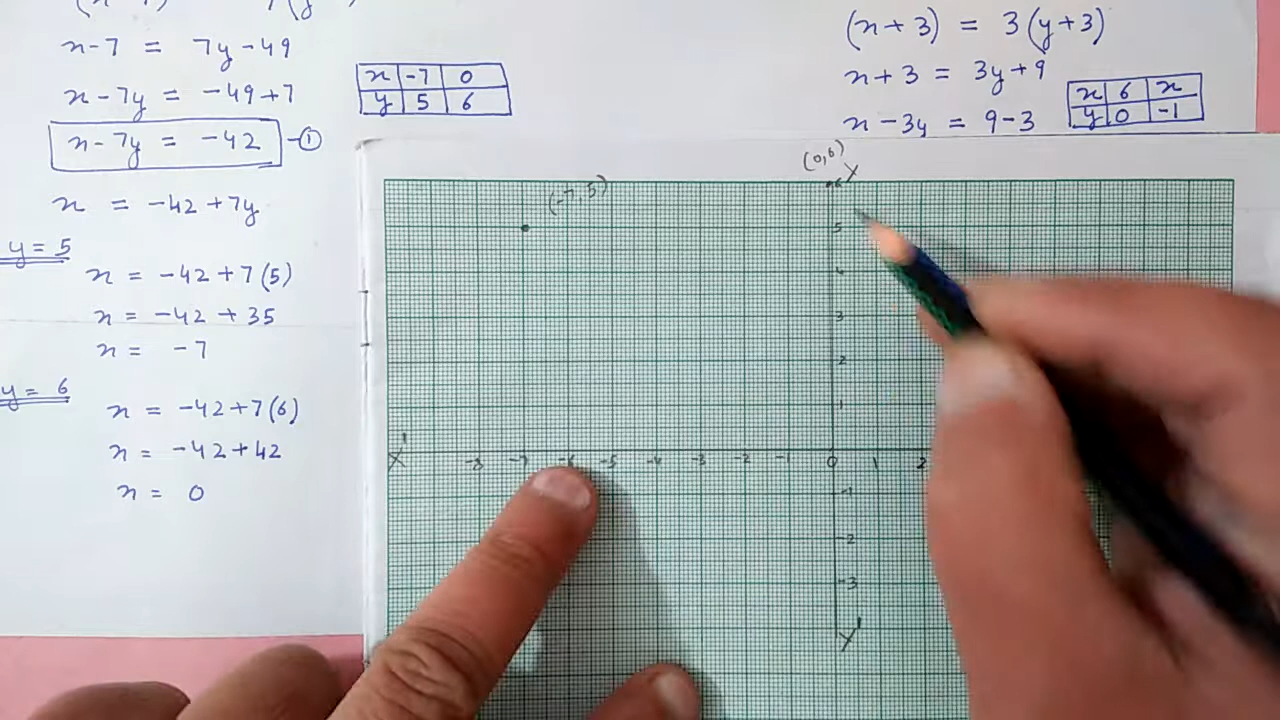 x-7 = 7y-49
x-7y = -49+7
x-7y = -42 -①
x = -42+7y
y = 5
x = -42+7(5)
x = -42+35
x = -7
y = 6
x = -42+7(6)
x = -42+42
x = 0
x -7 0
y 5 6
(x+3) = 3(y+3)
x+3 = 3y+9
x-3y = 9-3
x 6 x
y 0 -1
(0,6) Y
(-7,5)
6
5
4
3
2
1
X' -8 -7 -6 -5 -4 -3 -2 -1 0 1 2
-1
-2
-3
Y'